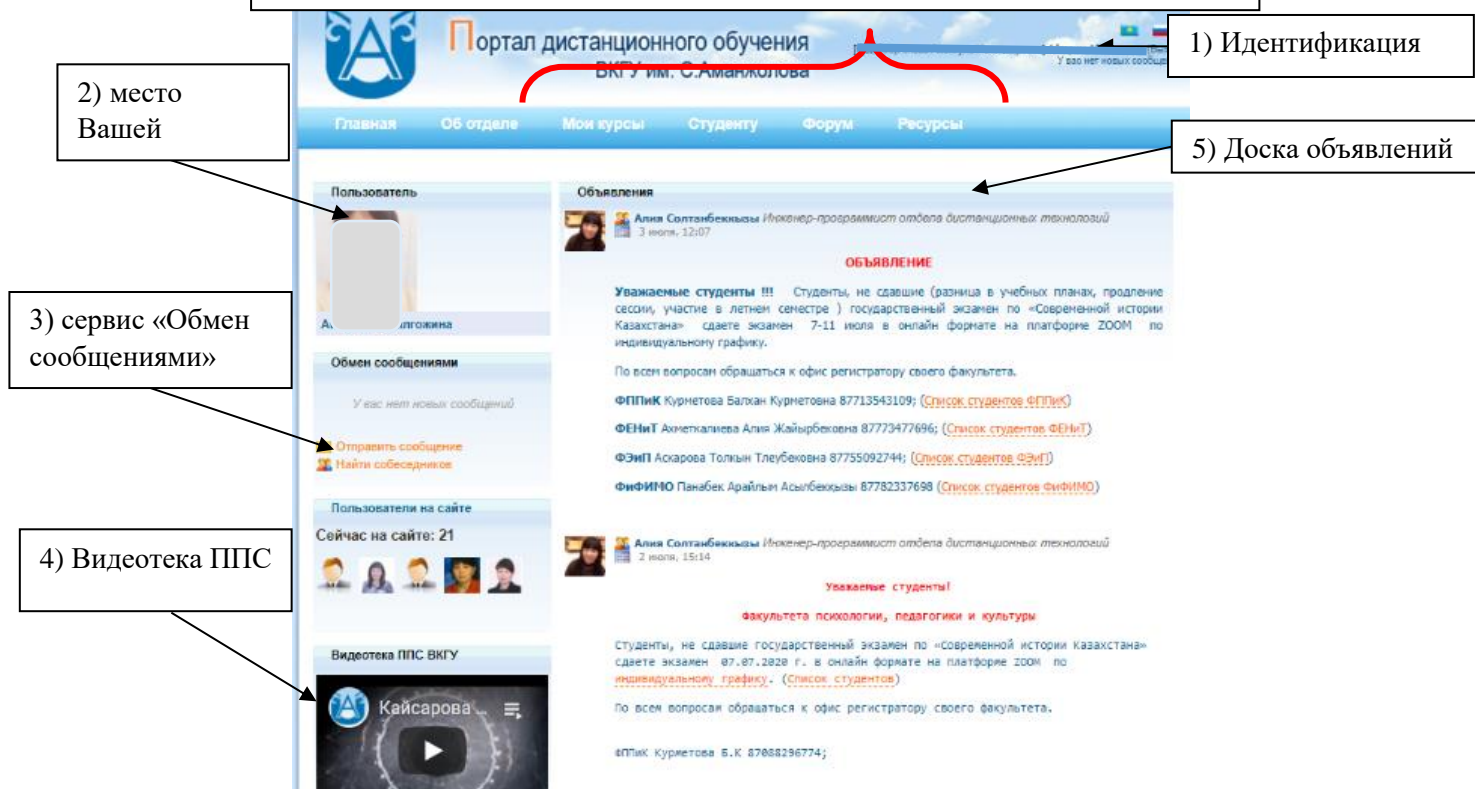 Портал дистанционного обучения
ВКГУ им. С.Аманжолова
У вас нет новых сообще
1) Идентификация
2) место
Вашей
3) сервис «Обмен
сообщениями»
4) Видеотека ППС
5) Доска объявлений
Главная Об отделе Мои курсы Студенту Форум Ресурсы
Пользователь
Обмен сообщениями
У вас нет новых сообщений
Отправить сообщение
Найти собеседников
Пользователи на сайте
Сейчас на сайте: 21
Видеотека ППС ВКГУ
Кайсарова ...
Объявления
Алия Солтанбеккызы Инженер-программист отдела дистанционных технологий
3 июля, 12:07
ОБЪЯВЛЕНИЕ
Уважаемые студенты !!! Студенты, не сдавшие (разница в учебных планах, продление
сессии, участие в летнем семестре ) государственный экзамен по «Современной истории
Казахстана» сдаете экзамен 7-11 июля в онлайн формате на платформе ZOOM по
индивидуальному графику.
По всем вопросам обращаться к офис регистратору своего факультета.
ФППиК Курметова Балхан Курметовна 87713543109; (Список студентов ФППиК)
ФЕНиТ Ахметкалиева Алия Жайырбековна 87773477696; (Список студентов ФЕНиТ)
ФЭиП Аскарова Толкын Тлеубековна 87755092744; (Список студентов ФЭиП)
ФиФИМО Панабек Арайлым Асылбекқызы 87782337698 (Список студентов ФиФИМО)
Алия Солтанбеккызы Инженер-программист отдела дистанционных технологий
2 июля, 15:14
Уважаемые студенты!
Факультета психологии, педагогики и культуры
Студенты, не сдавшие государственный экзамен по «Современной истории Казахстана»
сдаете экзамен 07.07.2020 г. в онлайн формате на платформе ZOOM по
индивидуальному графику. (Список студентов)
По всем вопросам обращаться к офис регистратору своего факультета.
ФППиК Курметова Б.К 87088296774;